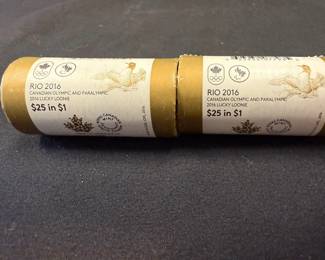 RIO 2016
CANADIAN OLYMPIC AND PARALYMPIC
2016 LUCKY LOONIE
$25 in $1
RIO 2016
CANADIAN OLYMPIC AND PARALYMPIC
2016 LUCKY LOONIE
$25 in $1